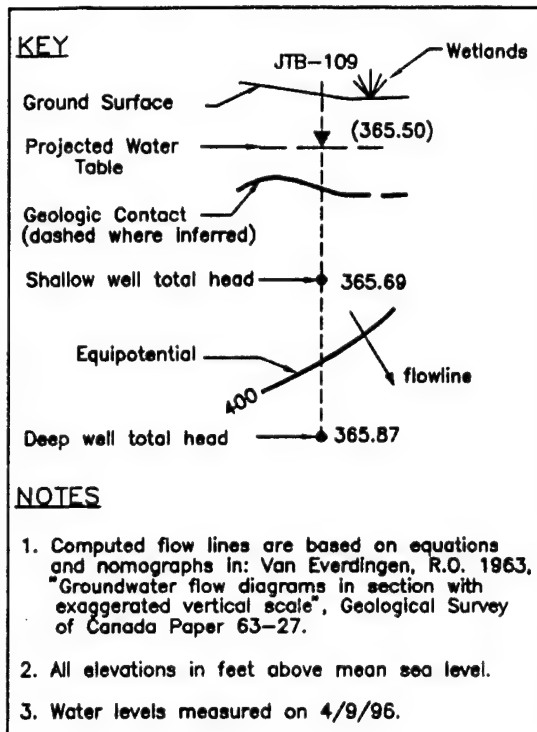 KEY
JTB-109
Wetlands
Ground Surface
(365.50)
Projected Water
Table
Geologic Contact
(dashed where inferred)
Shallow well total head
365.69
Equipotential
flowline
400
Deep well total head
365.87
NOTES
1. Computed flow lines are based on equations
and nomographs in: Van Everdingen, R.O. 1963,
"Groundwater flow diagrams in section with
exaggerated vertical scale", Geological Survey
of Canada Paper 63-27.
2. All elevations in feet above mean sea level.
3. Water levels measured on 4/9/96.